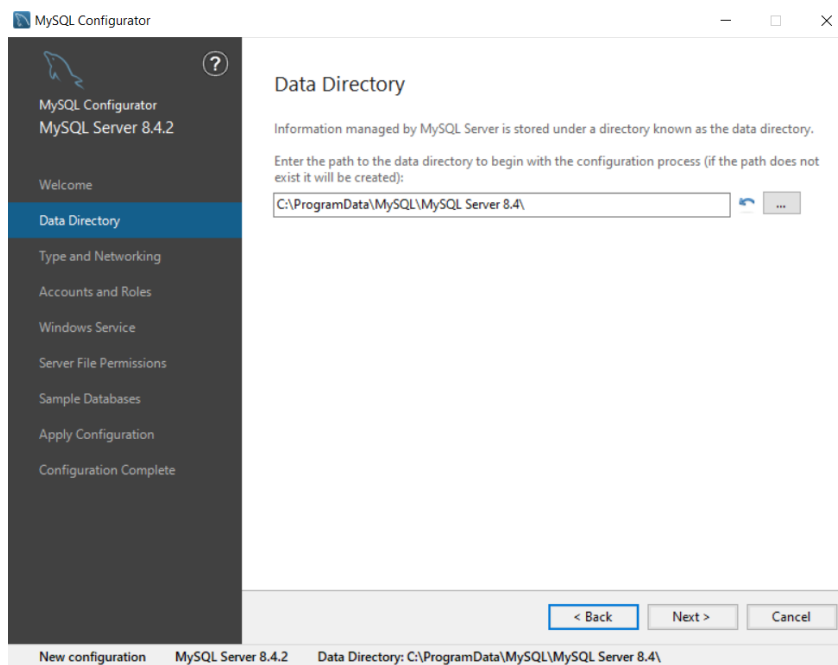 MySQL Configurator
?
MySQL Configurator
MySQL Server 8.4.2
Welcome
Data Directory
Type and Networking
Accounts and Roles
Windows Service
Server File Permissions
Sample Databases
Apply Configuration
Configuration Complete
Data Directory
Information managed by MySQL Server is stored under a directory known as the data directory.
Enter the path to the data directory to begin with the configuration process (if the path does not
exist it will be created):
C:\ProgramData\MySQL\MySQL Server 8.4\
...
< Back
Next >
Cancel
New configuration
MySQL Server 8.4.2
Data Directory: C:\ProgramData\MySQL\MySQL Server 8.4\